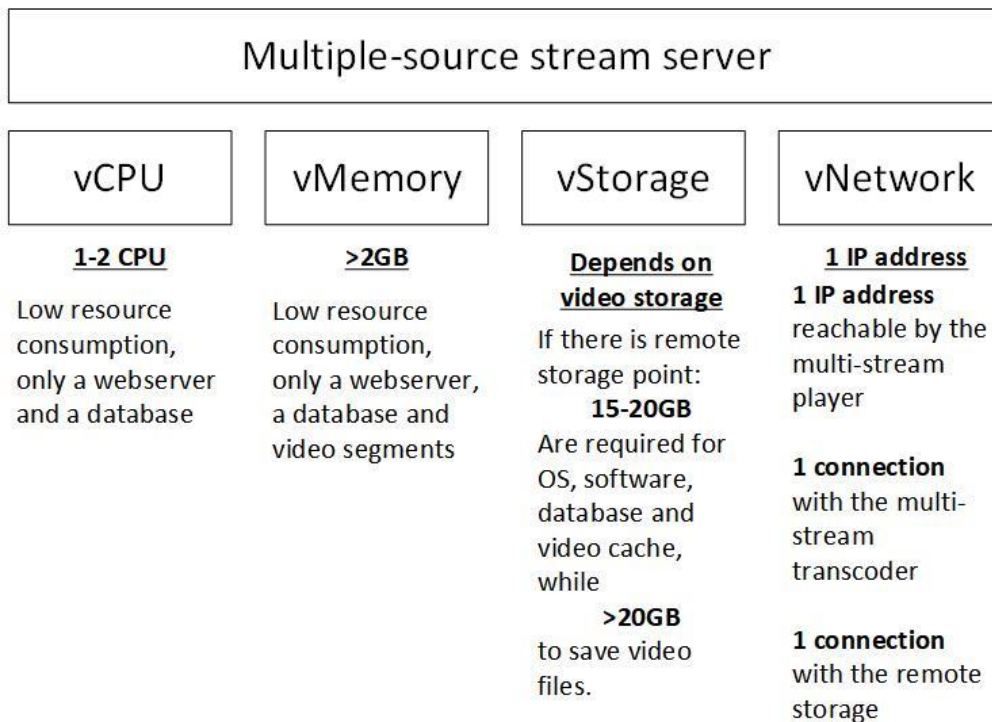 Multiple-source stream server
vCPU
1-2 CPU
Low resource
consumption,
only a webserver
and a database
vMemory
>2GB
Low resource
consumption,
only a webserver,
a database and
video segments
vStorage
Depends on
video storage
If there is remote
storage point:
15-20GB
Are required for
OS, software,
database and
video cache,
while
>20GB
to save video
files.
vNetwork
1 IP address
1 IP address
reachable by the
multi-stream
player
1 connection
with the multi-
stream
transcoder
1 connection
with the remote
storage